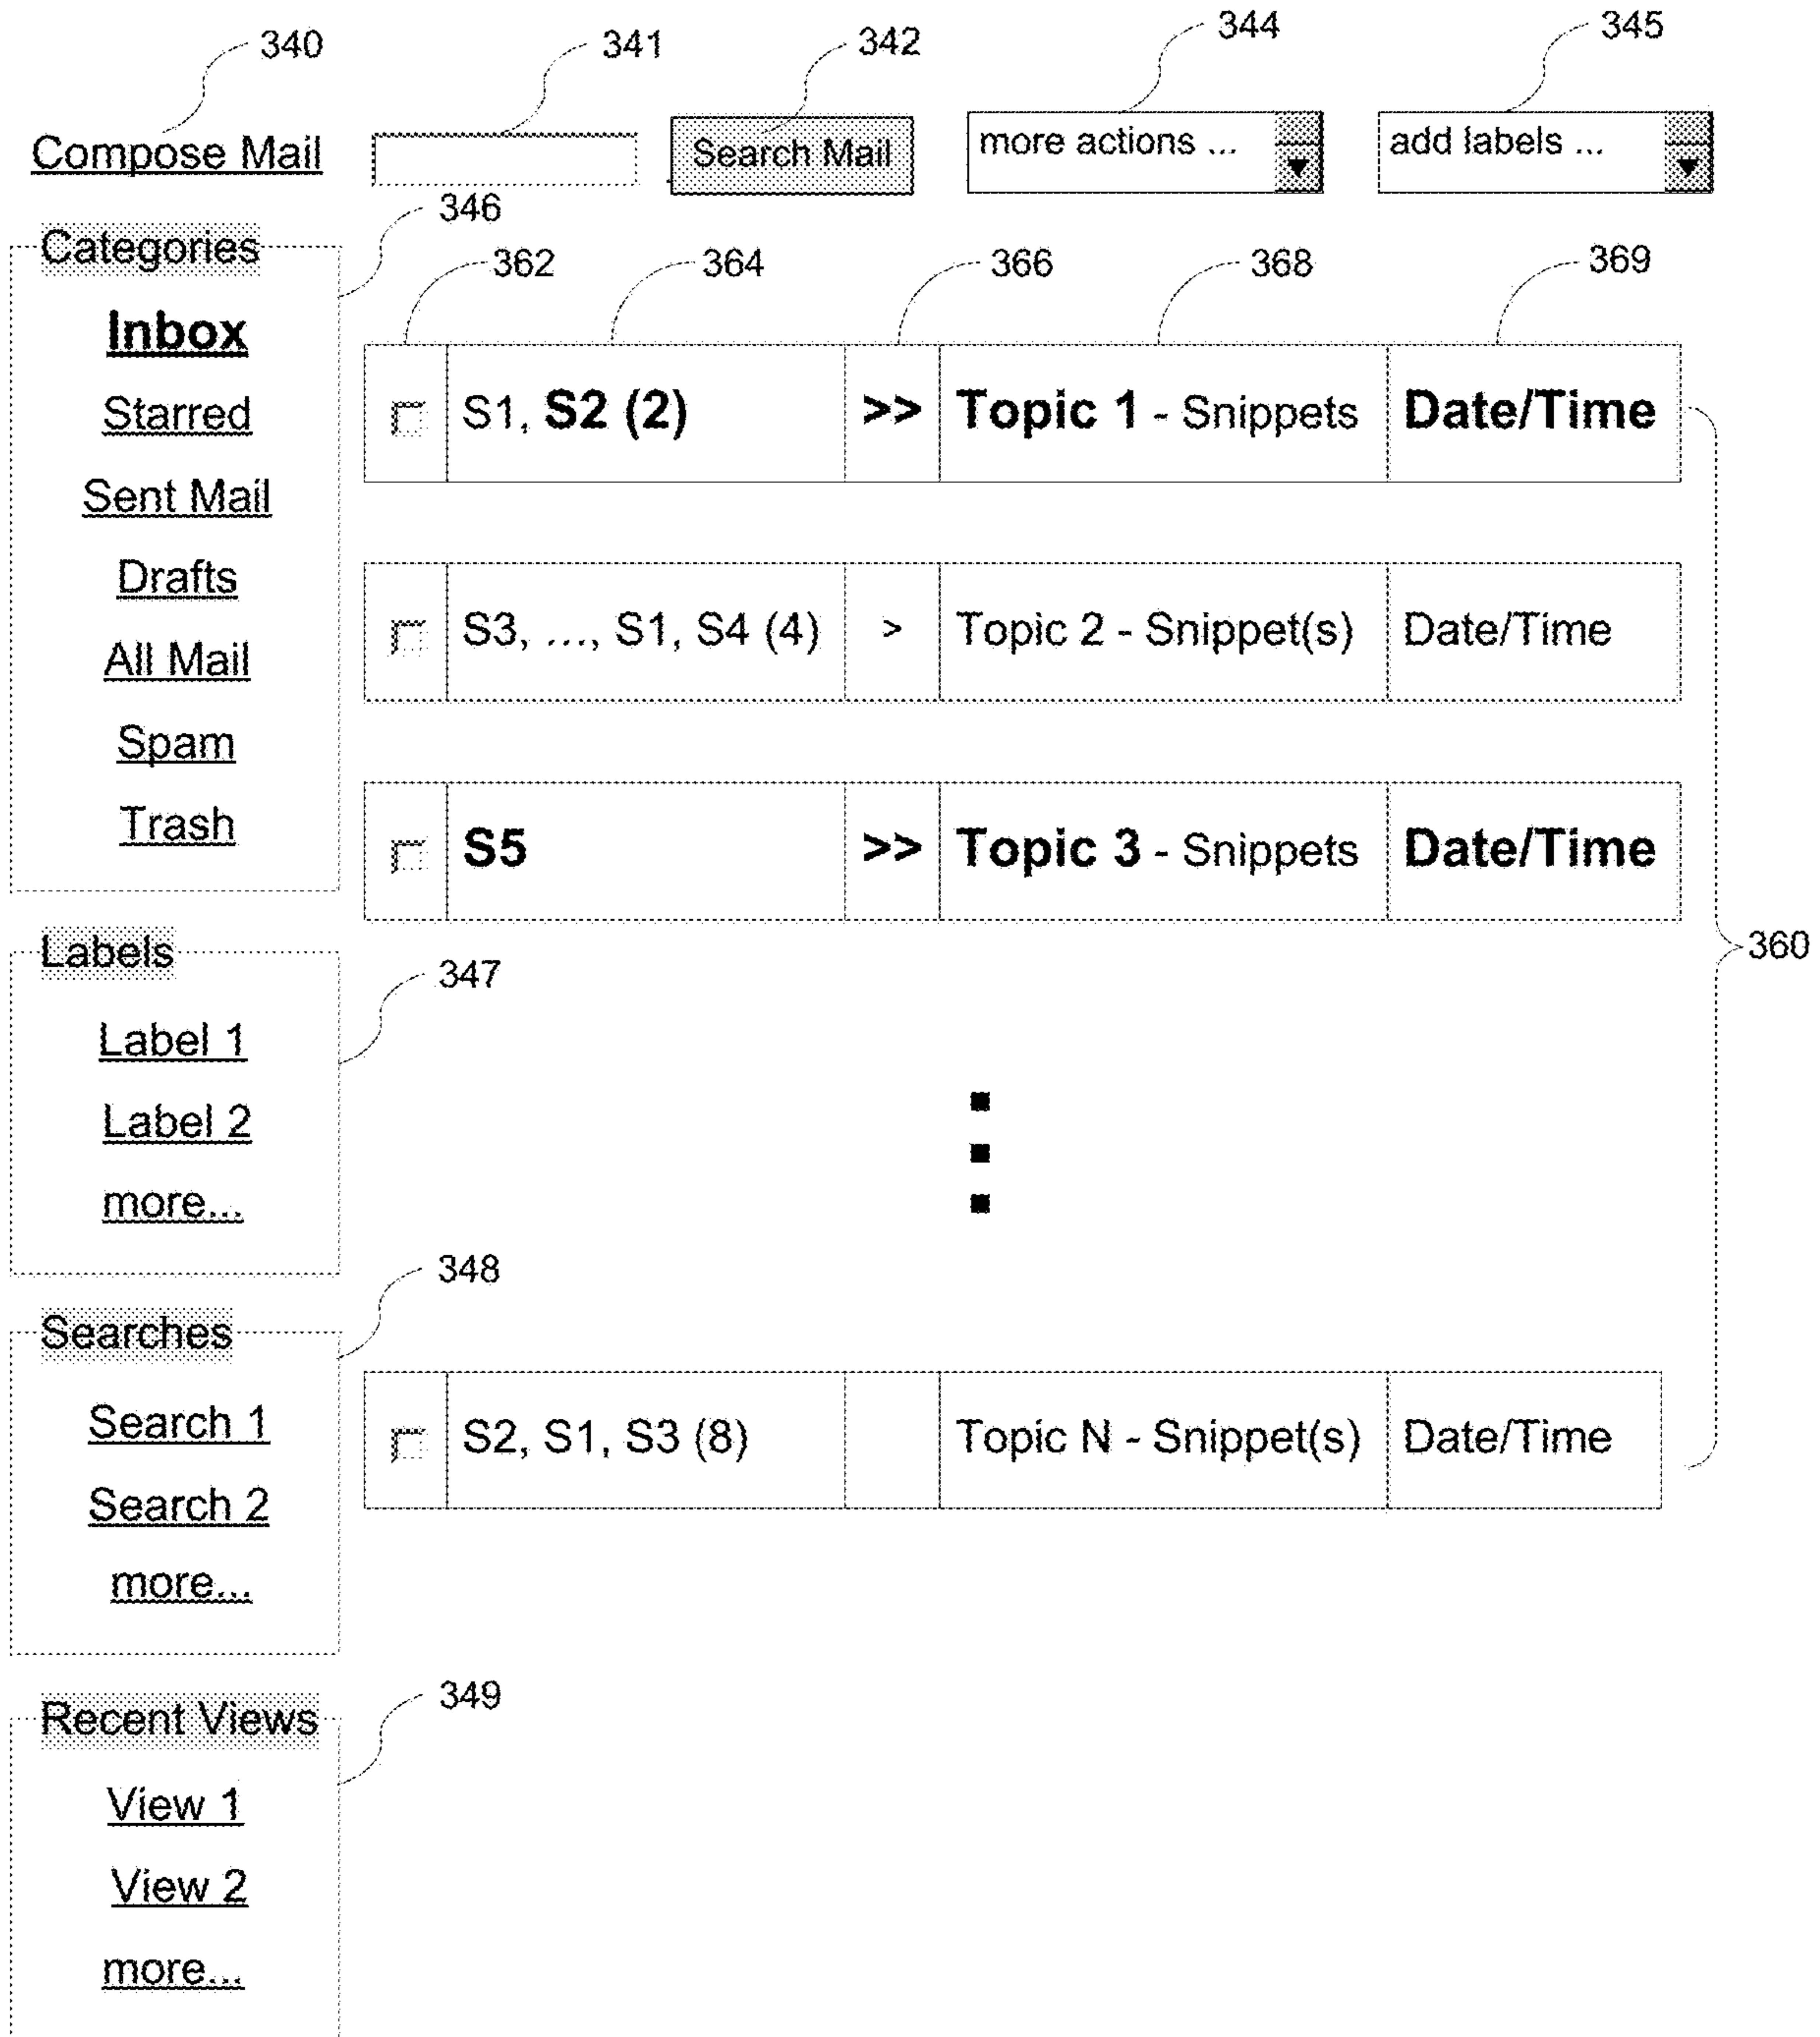 340 341 342 344 345
Compose Mail Search Mail more actions ... add labels ...
346
Categories
362 364 366 368 369
Inbox
Starred
Sent Mail
Drafts
All Mail
Spam
Trash
S1, S2 (2) >> Topic 1 - Snippets Date/Time
S3, ..., S1, S4 (4) > Topic 2 - Snippet(s) Date/Time
S5 >> Topic 3 - Snippets Date/Time
360
Labels
347
Label 1
Label 2
more...
348
Searches
Search 1
Search 2
more...
S2, S1, S3 (8) Topic N - Snippet(s) Date/Time
349
Recent Views
View 1
View 2
more...